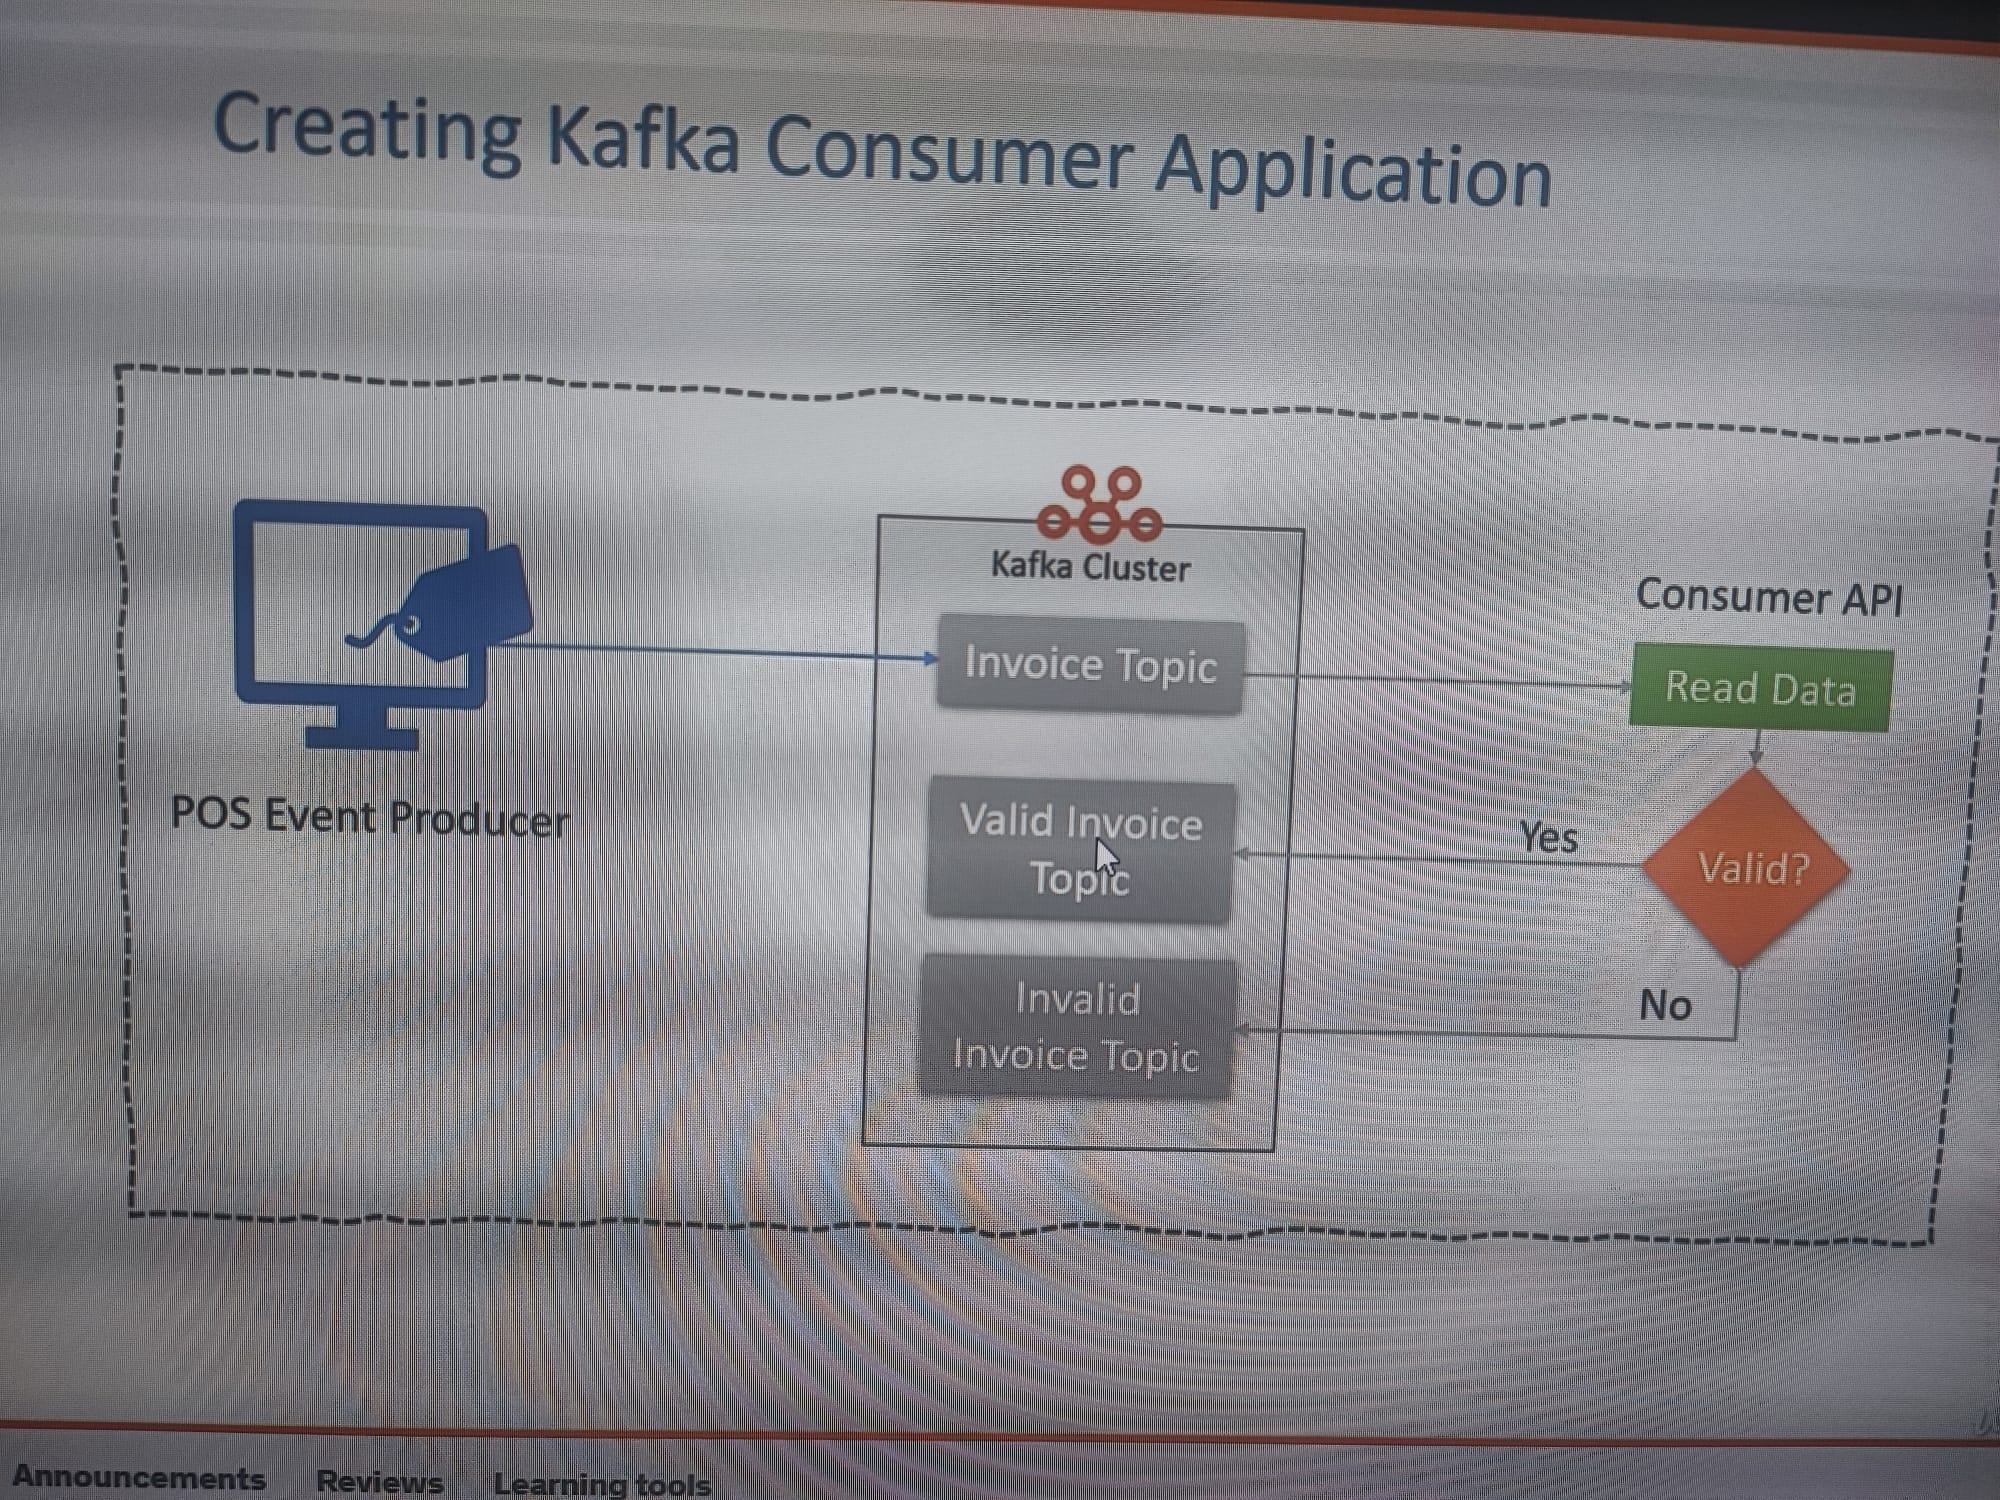 Creating Kafka Consumer Application
Kafka Cluster
Consumer API
Invoice Topic
Read Data
POS Event Producer
Valid Invoice
Topic
Yes
Valid?
Invalid
Invoice Topic
No
Announcements Reviews Learning tools